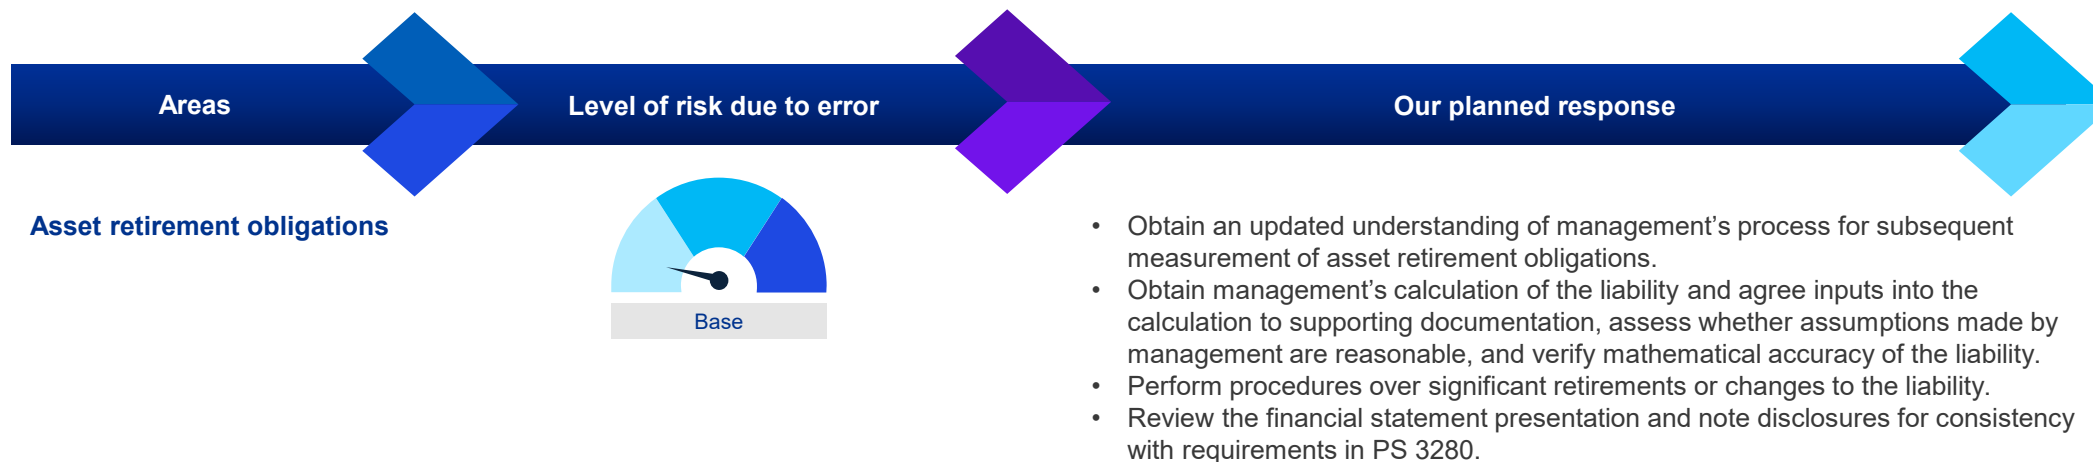 Areas
Level of risk due to error
Our planned response
Asset retirement obligations
Base
• Obtain an updated understanding of management’s process for subsequent
measurement of asset retirement obligations.
• Obtain management’s calculation of the liability and agree inputs into the
calculation to supporting documentation, assess whether assumptions made by
management are reasonable, and verify mathematical accuracy of the liability.
• Perform procedures over significant retirements or changes to the liability.
• Review the financial statement presentation and note disclosures for consistency
with requirements in PS 3280.